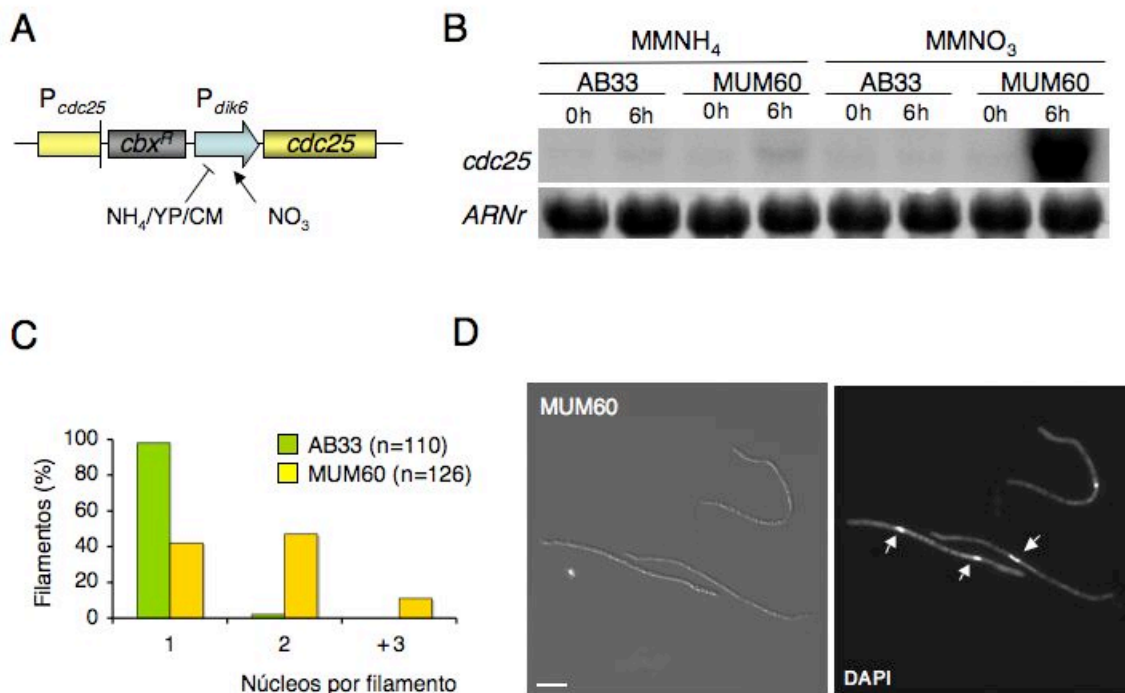 A
P_cdc25
P_dik6
cbx^R
cdc25
NH₄/YP/CM
NO₃
B
MMNH₄
MMNO₃
AB33
MUM60
AB33
MUM60
0h 6h 0h 6h 0h 6h 0h 6h
cdc25
ARNr
C
100
80
60
40
20
0
Filamentos (%)
AB33 (n=110)
MUM60 (n=126)
1 2 +3
Núcleos por filamento
D
MUM60
DAPI